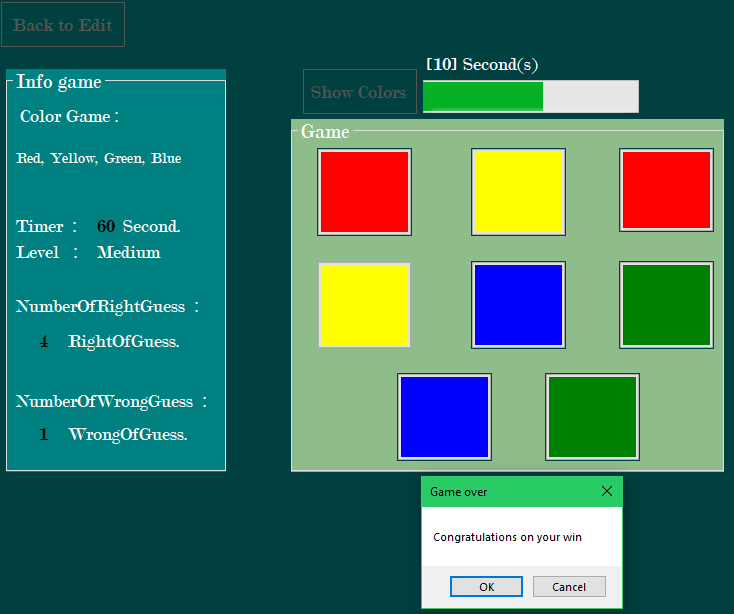 Back to Edit
[10] Second(s)
Show Colors
Info game
Color Game :
Red, Yellow, Green, Blue
Timer : 60 Second.
Level : Medium
NumberOfRightGuess :
4 RightOfGuess.
NumberOfWrongGuess :
1 WrongOfGuess.
Game
Game over
Congratulations on your win
OK Cancel